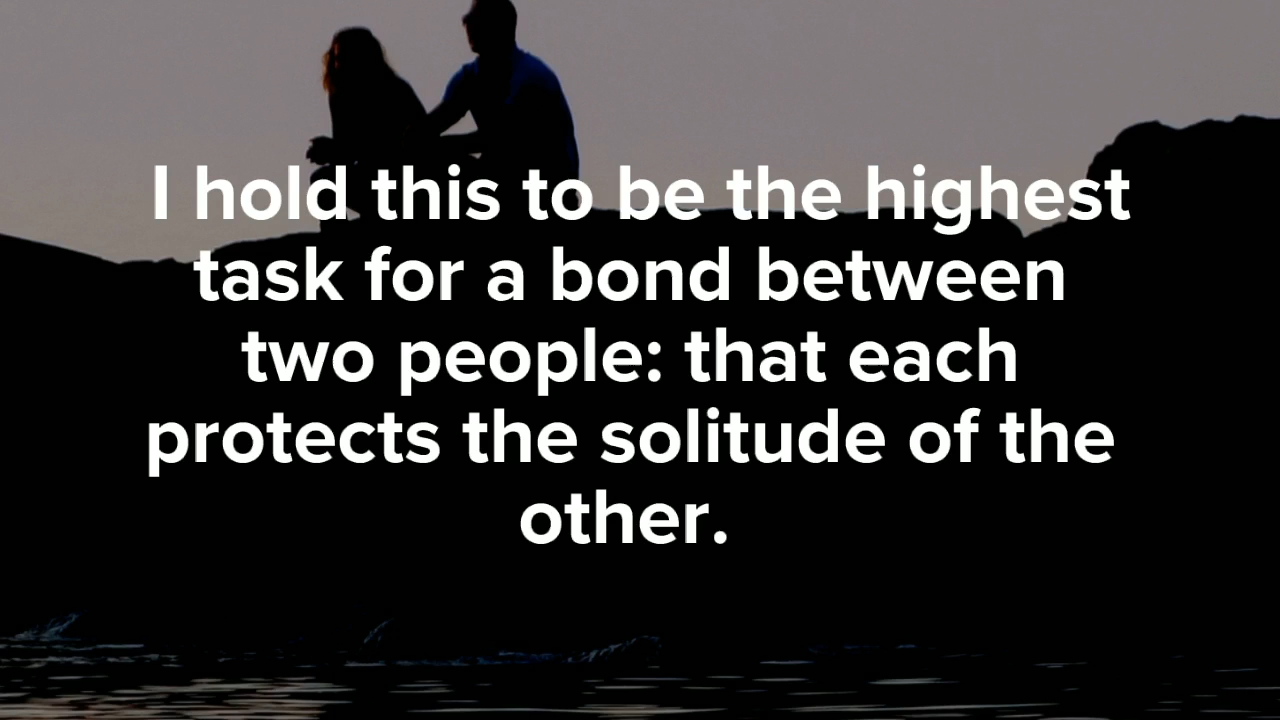 I hold this to be the highest
task for a bond between
two people: that each
protects the solitude of the
other.